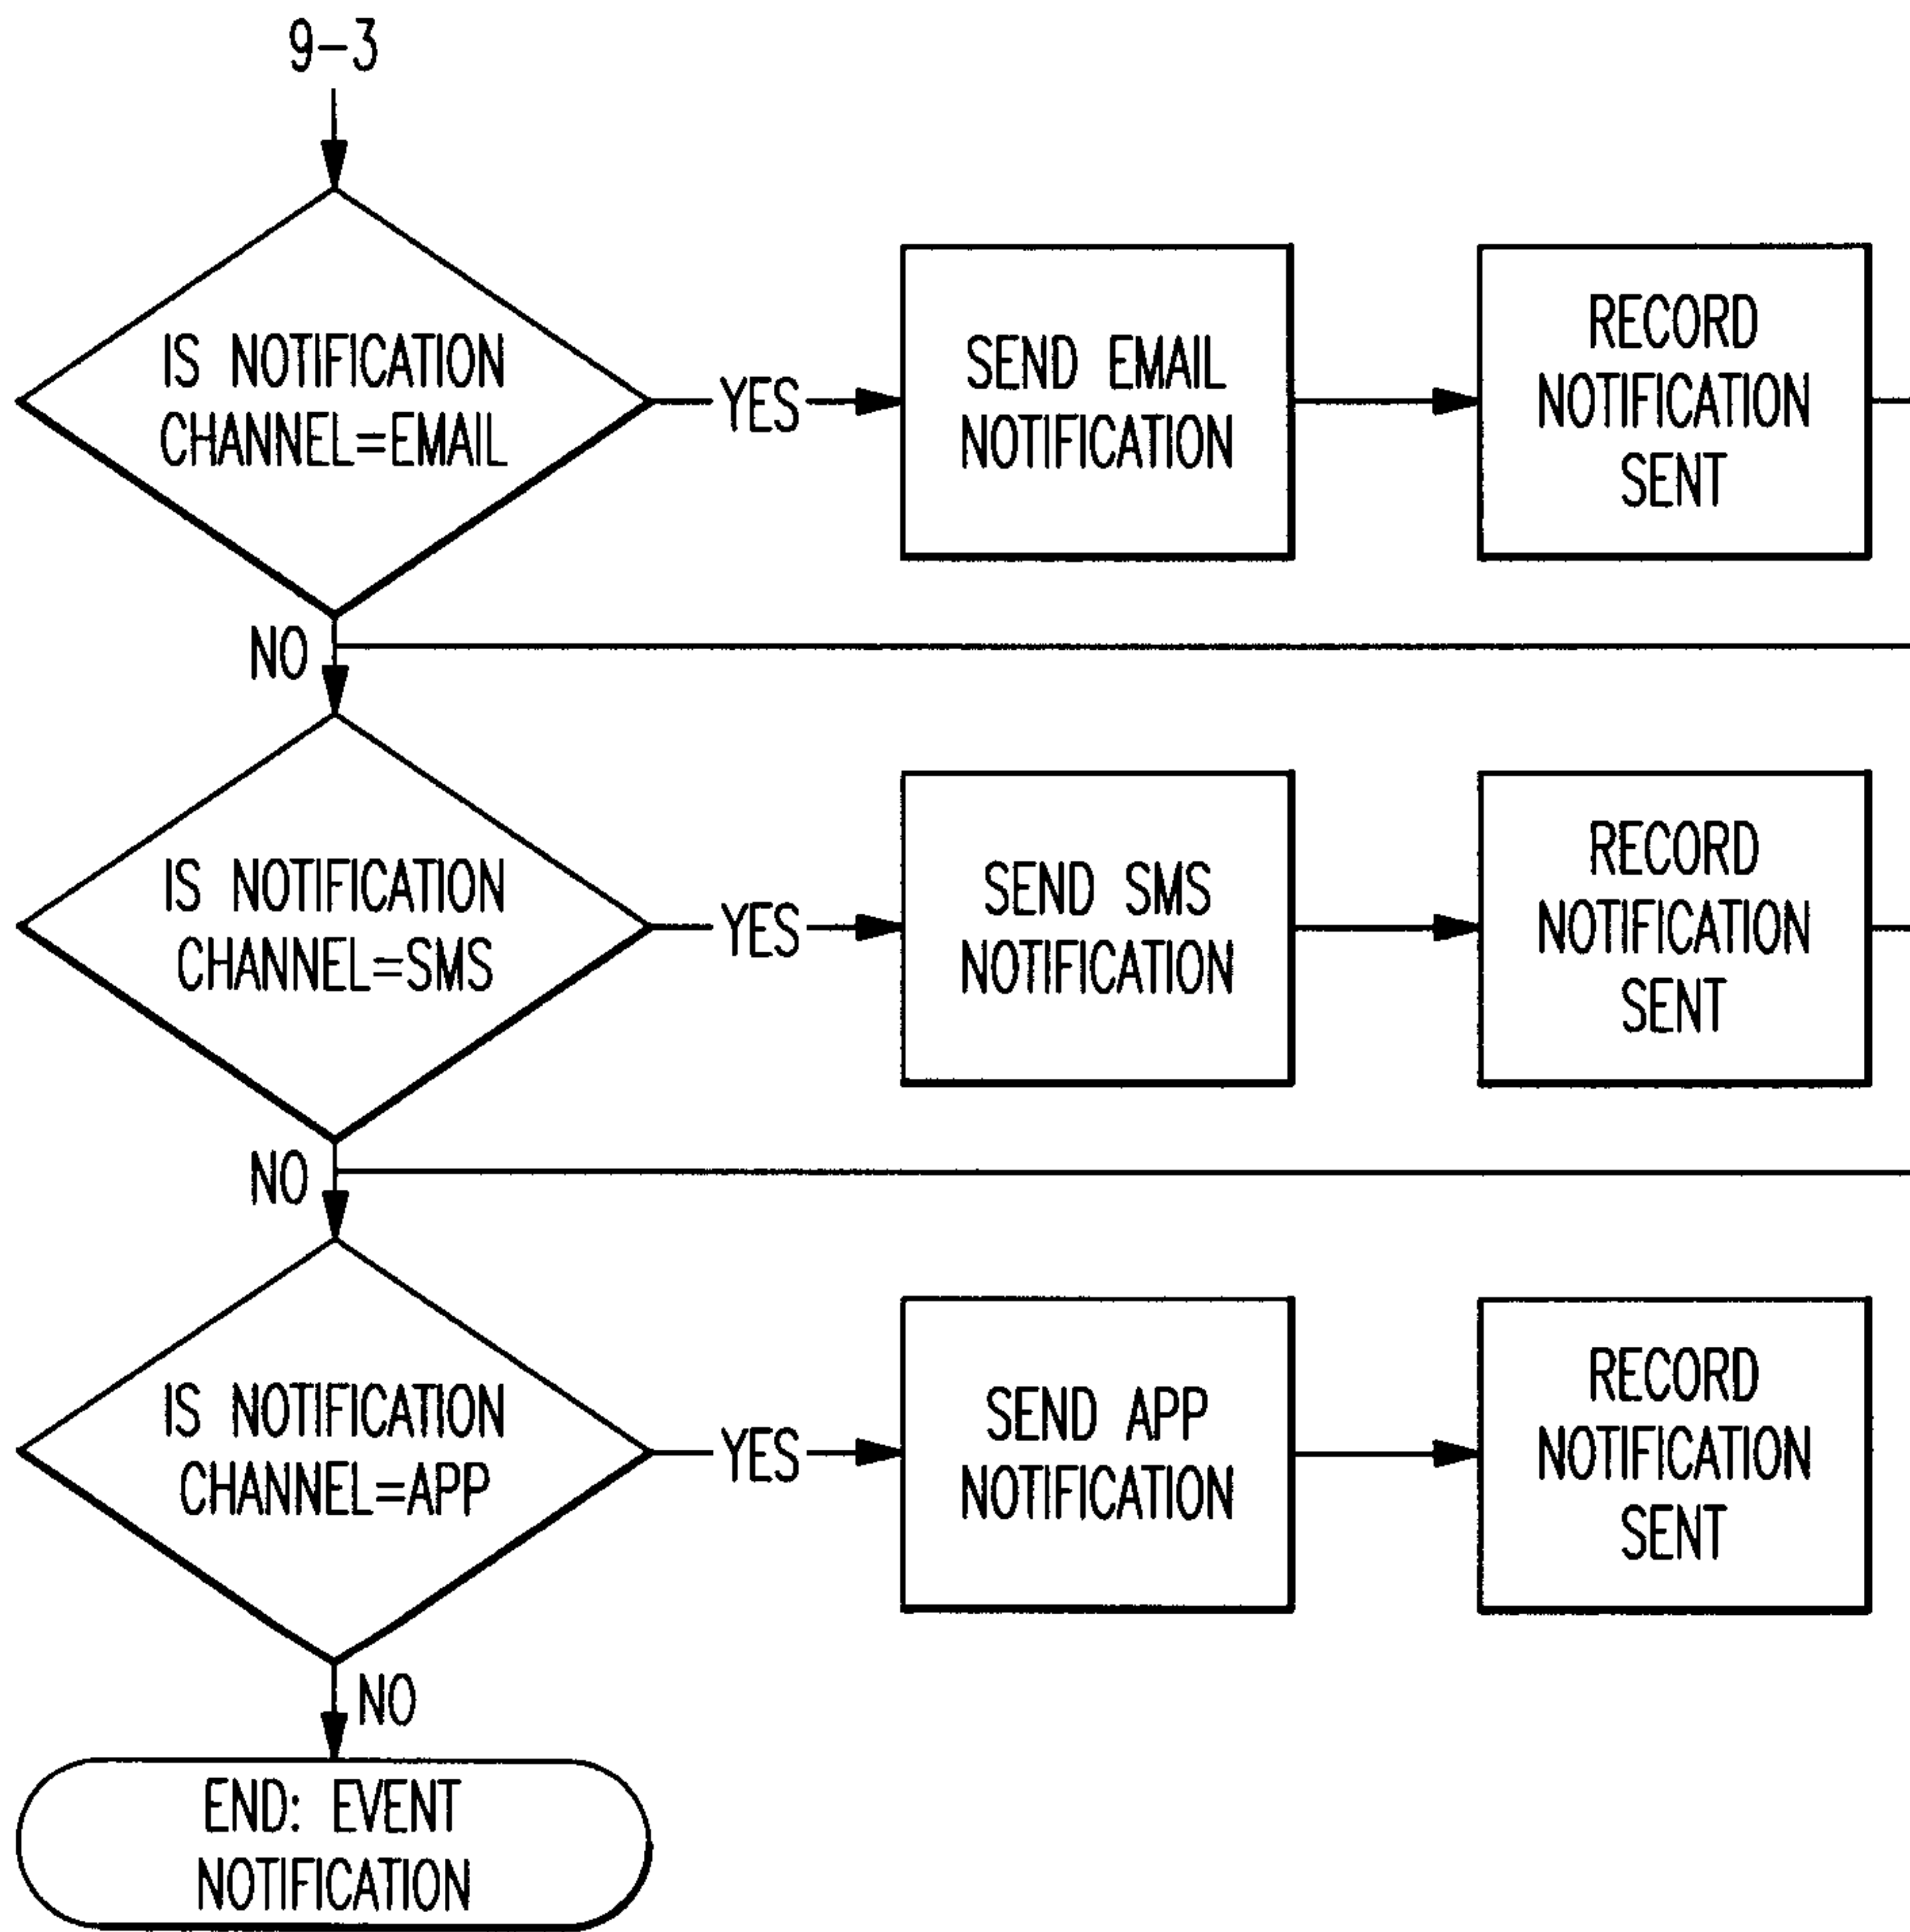 9-3
IS NOTIFICATION
CHANNEL=EMAIL
YES
SEND EMAIL
NOTIFICATION
RECORD
NOTIFICATION
SENT
NO
IS NOTIFICATION
CHANNEL=SMS
YES
SEND SMS
NOTIFICATION
RECORD
NOTIFICATION
SENT
NO
IS NOTIFICATION
CHANNEL=APP
YES
SEND APP
NOTIFICATION
RECORD
NOTIFICATION
SENT
NO
END: EVENT
NOTIFICATION